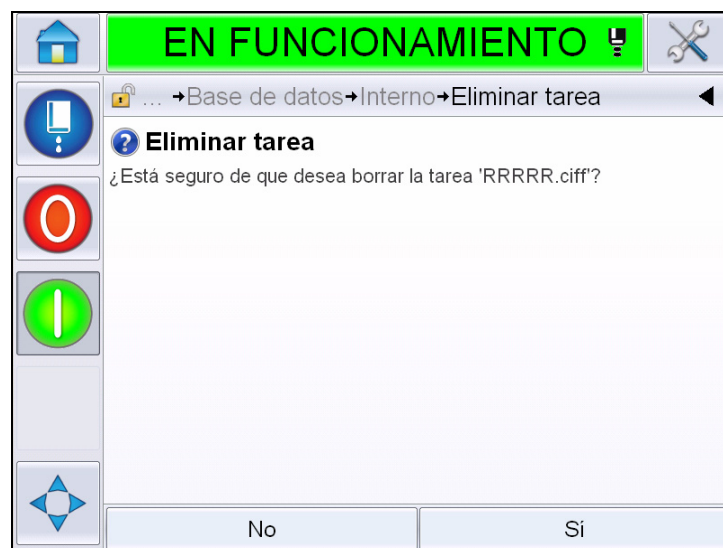 EN FUNCIONAMIENTO
... →Base de datos→Interno→Eliminar tarea
Eliminar tarea
¿Está seguro de que desea borrar la tarea 'RRRRR.ciff'?
No
Sí